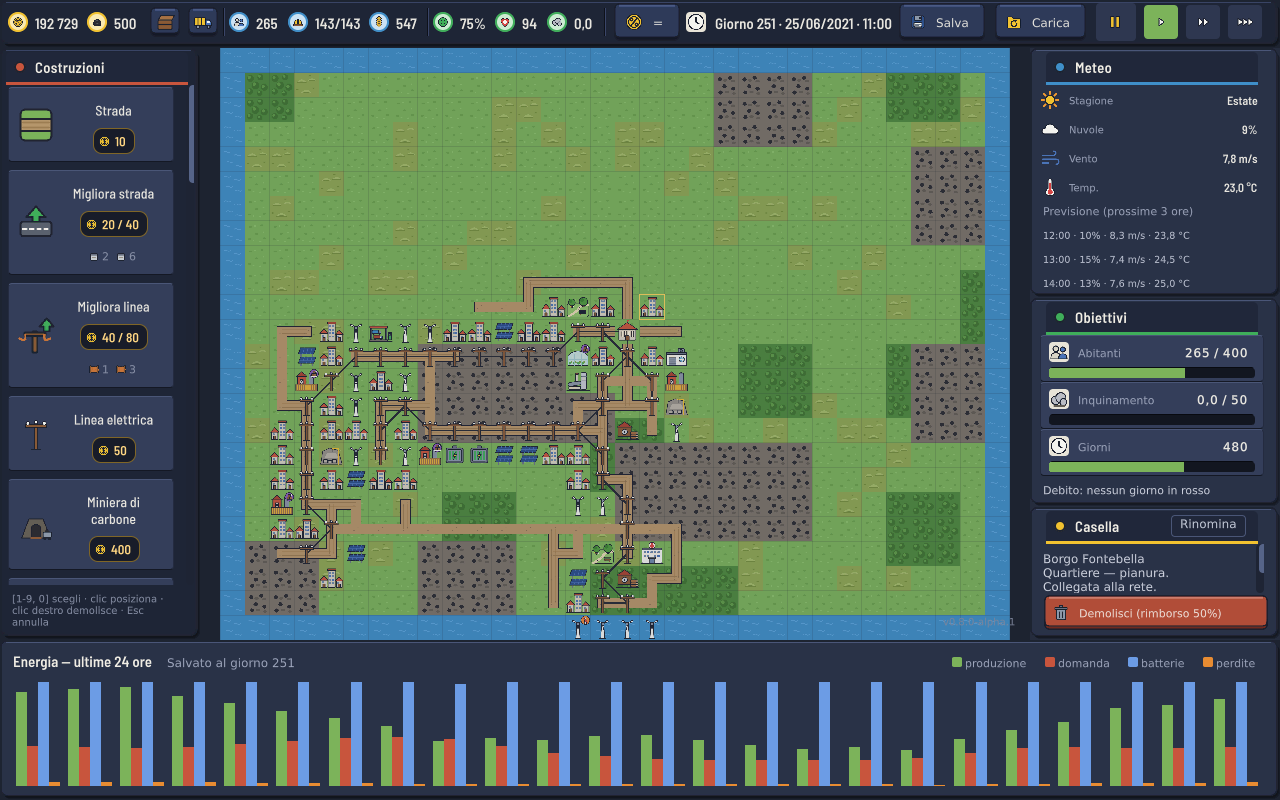 192 729
500
265
143/143
547
75%
94
0,0
=
Giorno 251 · 25/06/2021 · 11:00
Salva
Carica
Costruzioni
Strada
10
Migliora strada
20 / 40
2
6
Migliora linea
40 / 80
1
3
Linea elettrica
50
Miniera di
carbone
400
[1-9, 0] scegli · clic posiziona ·
clic destro demolisce · Esc
annulla
v0.8.0-alpha.1
Meteo
Stagione
Estate
Nuvole
9%
Vento
7,8 m/s
Temp.
23,0 °C
Previsione (prossime 3 ore)
12:00 · 10% · 8,3 m/s · 23,8 °C
13:00 · 15% · 7,4 m/s · 24,5 °C
14:00 · 13% · 7,6 m/s · 25,0 °C
Obiettivi
Abitanti
265 / 400
Inquinamento
0,0 / 50
Giorni
480
Debito: nessun giorno in rosso
Casella
Rinomina
Borgo Fontebella
Quartiere — pianura.
Collegata alla rete.
Demolisci (rimborso 50%)
Energia — ultime 24 ore
Salvato al giorno 251
produzione
domanda
batterie
perdite